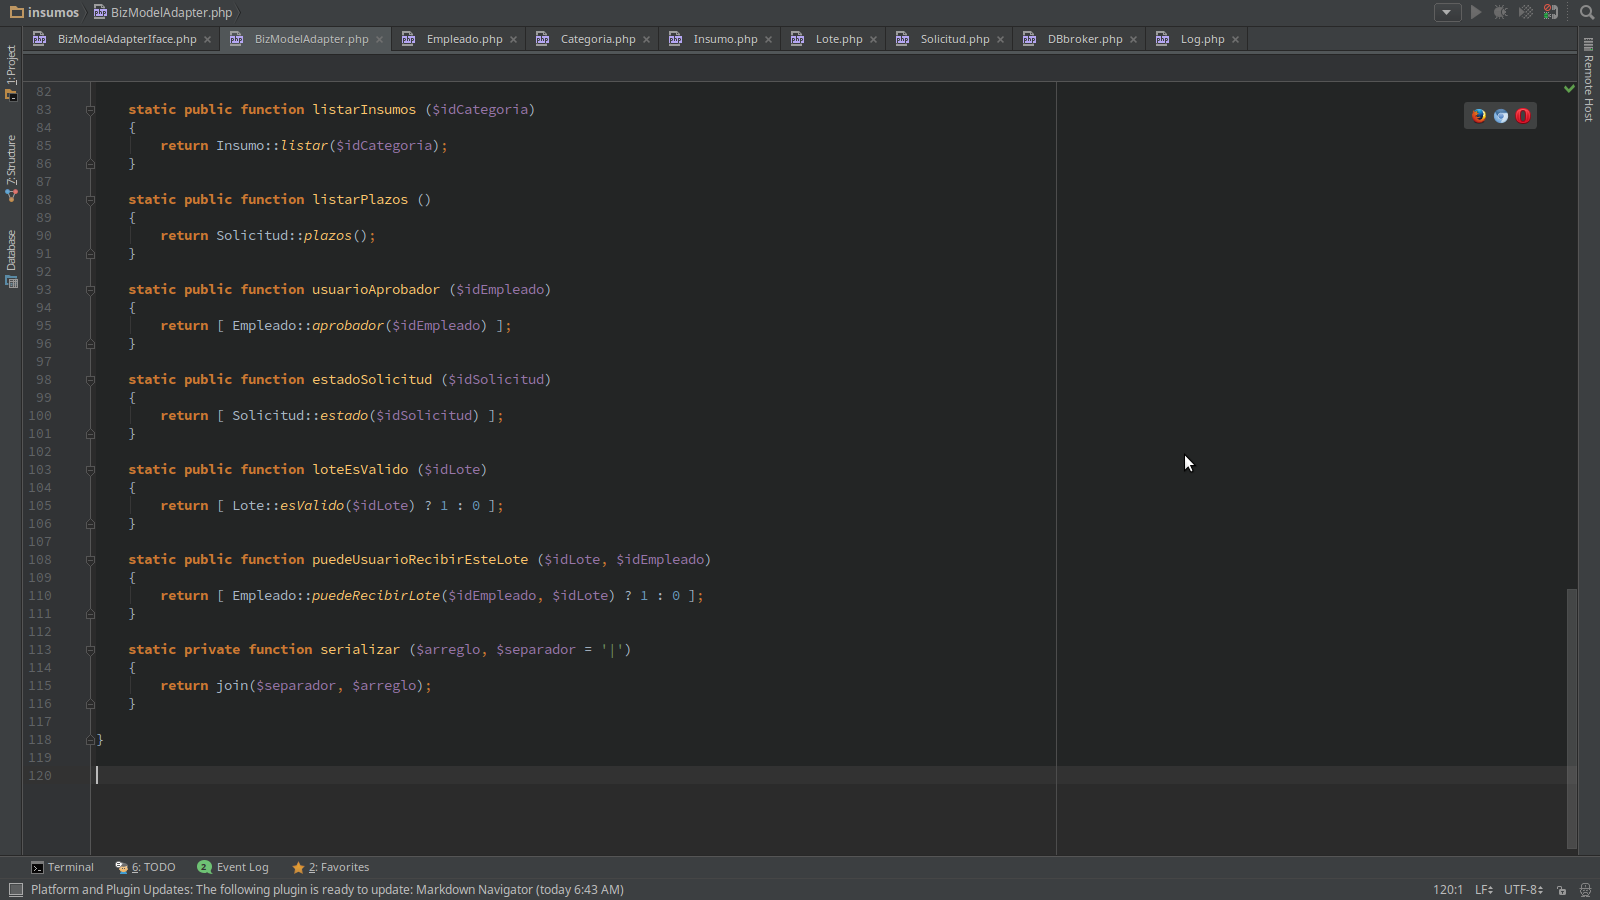 insumos BizModelAdapter.php
BizModelAdapterIface.php BizModelAdapter.php Empleado.php Categoria.php Insumo.php Lote.php Solicitud.php DBbroker.php Log.php
1: Project
7: Structure
Database
Remote Host
82
83 static public function listarInsumos ($idCategoria)
84 {
85 return Insumo::listar($idCategoria);
86 }
87
88 static public function listarPlazos ()
89 {
90 return Solicitud::plazos();
91 }
92
93 static public function usuarioAprobador ($idEmpleado)
94 {
95 return [ Empleado::aprobador($idEmpleado) ];
96 }
97
98 static public function estadoSolicitud ($idSolicitud)
99 {
100 return [ Solicitud::estado($idSolicitud) ];
101 }
102
103 static public function loteEsValido ($idLote)
104 {
105 return [ Lote::esValido($idLote) ? 1 : 0 ];
106 }
107
108 static public function puedeUsuarioRecibirEsteLote ($idLote, $idEmpleado)
109 {
110 return [ Empleado::puedeRecibirLote($idEmpleado, $idLote) ? 1 : 0 ];
111 }
112
113 static private function serializar ($arreglo, $separador = '|')
114 {
115 return join($separador, $arreglo);
116 }
117
118 }
119
120
Terminal 6: TODO 2 Event Log 2: Favorites
Platform and Plugin Updates: The following plugin is ready to update: Markdown Navigator (today 6:43 AM) 120:1 LF UTF-8